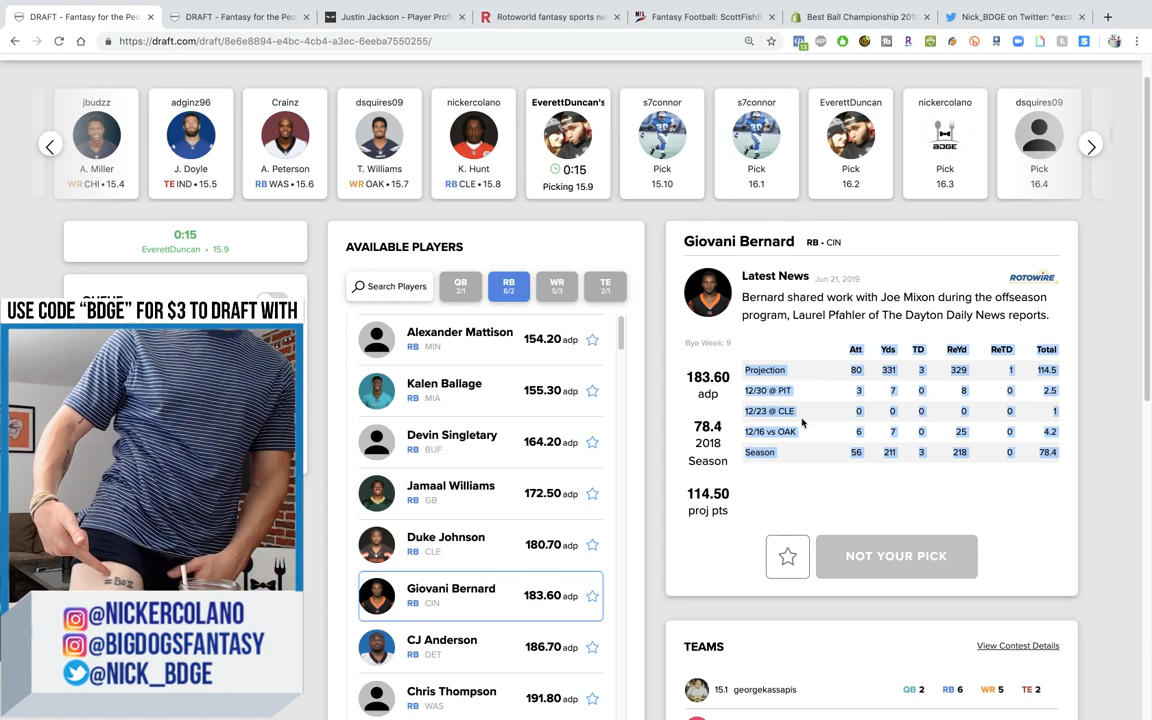 DRAFT - Fantasy for the Peo
DRAFT - Fantasy for the Peo
Justin Jackson - Player Profi
Rotoworld fantasy sports ne
Fantasy Football: ScottFishB
Best Ball Championship 201
Nick_BDGE on Twitter: "exci
https://draft.com/draft/8e6e8894-e4bc-4cb4-a3ec-6eeba7550255/
jbudzz
A. Miller
WR CHI • 15.4
adginz96
J. Doyle
TE IND • 15.5
Crainz
A. Peterson
RB WAS • 15.6
dsquires09
T. Williams
WR OAK • 15.7
nickercolano
K. Hunt
RB CLE • 15.8
EverettDuncan's
0:15
Picking 15.9
s7connor
Pick
15.10
s7connor
Pick
16.1
EverettDuncan
Pick
16.2
nickercolano
BDGE
Pick
16.3
dsquires09
Pick
16.4
0:15
EverettDuncan • 15.9
USE CODE "BDGE" FOR $3 TO DRAFT WITH
@NICKERCOLANO
@BIGDOGSFANTASY
@NICK_BDGE
AVAILABLE PLAYERS
Search Players
QB
2/1
RB
6/2
WR
5/3
TE
2/1
Alexander Mattison
RB MIN
154.20 adp
Kalen Ballage
RB MIA
155.30 adp
Devin Singletary
RB BUF
164.20 adp
Jamaal Williams
RB GB
172.50 adp
Duke Johnson
RB CLE
180.70 adp
Giovani Bernard
RB CIN
183.60 adp
CJ Anderson
RB DET
186.70 adp
Chris Thompson
RB WAS
191.80 adp
Giovani Bernard RB • CIN
Latest News Jun 21, 2019
ROTOWIRE
Bernard shared work with Joe Mixon during the offseason
program, Laurel Pfahler of The Dayton Daily News reports.
Bye Week: 9
183.60
adp
78.4
2018
Season
114.50
proj pts
Att Yds TD ReYd ReTD Total
Projection 80 331 3 329 1 114.5
12/30 @ PIT 3 7 0 8 0 2.5
12/23 @ CLE 0 0 0 0 0 1
12/16 vs OAK 6 7 0 25 0 4.2
Season 56 211 3 218 0 78.4
NOT YOUR PICK
TEAMS
View Contest Details
15.1 georgekassapis QB 2 RB 6 WR 5 TE 2